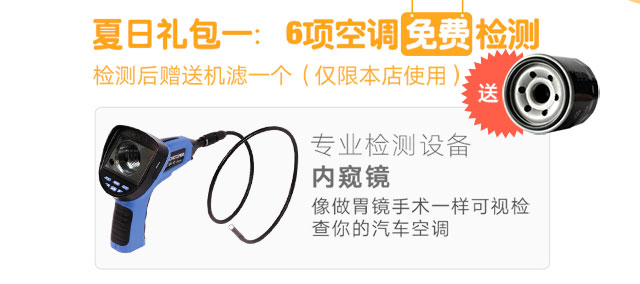 夏日礼包一： 6项空调免费检测
检测后赠送机滤一个（仅限本店使用）
送
专业检测设备
内窥镜
像做胃镜手术一样可视检
查你的汽车空调